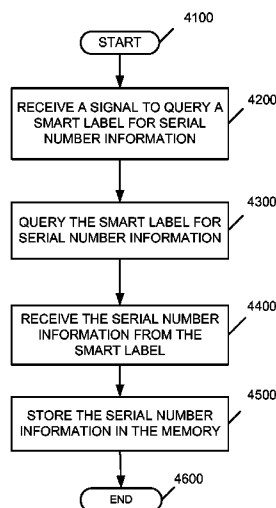 4100
START
4200
RECEIVE A SIGNAL TO QUERY A
SMART LABEL FOR SERIAL
NUMBER INFORMATION
4300
QUERY THE SMART LABEL FOR
SERIAL NUMBER INFORMATION
4400
RECEIVE THE SERIAL NUMBER
INFORMATION FROM THE
SMART LABEL
4500
STORE THE SERIAL NUMBER
INFORMATION IN THE MEMORY
4600
END